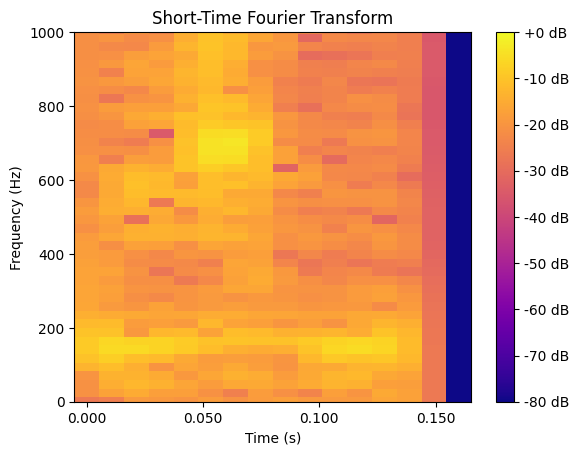 Short-Time Fourier Transform
1000
800
600
400
200
0
Frequency (Hz)
0.000
0.050
0.100
0.150
Time (s)
+0 dB
-10 dB
-20 dB
-30 dB
-40 dB
-50 dB
-60 dB
-70 dB
-80 dB